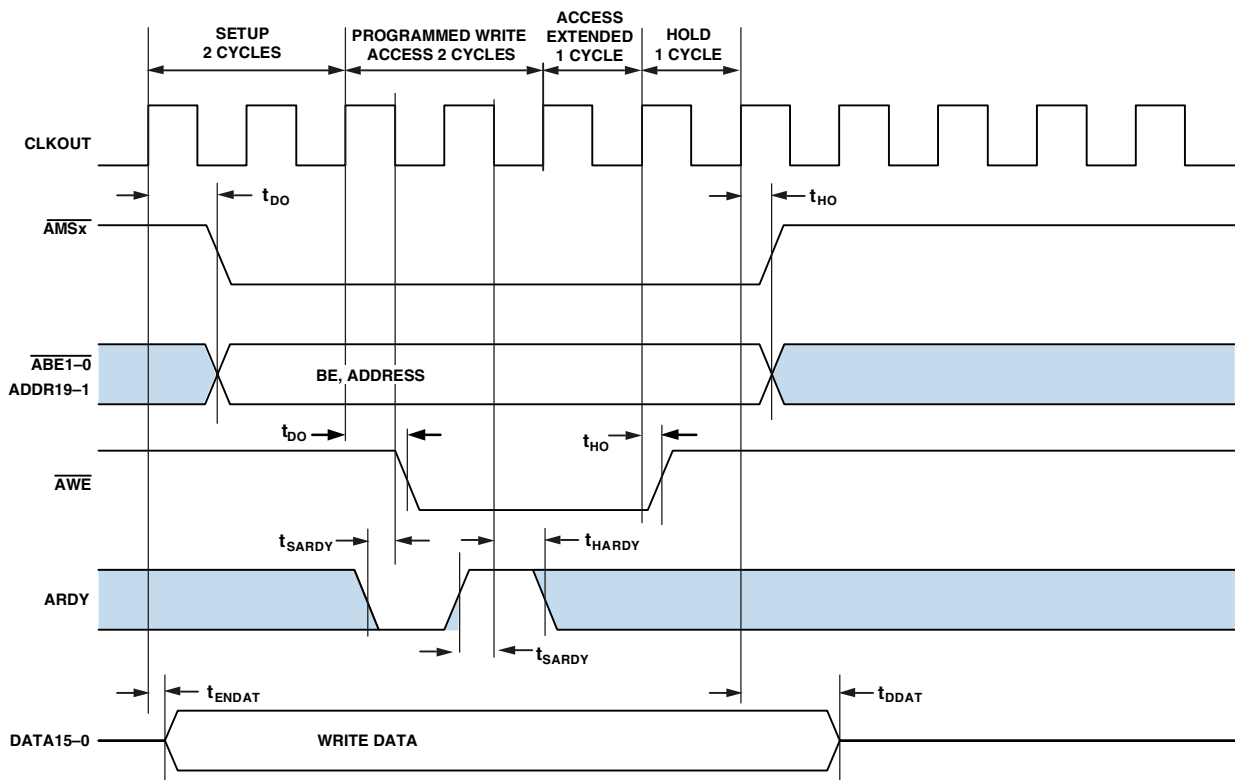 SETUP
2 CYCLES
PROGRAMMED WRITE
ACCESS 2 CYCLES
ACCESS
EXTENDED
1 CYCLE
HOLD
1 CYCLE
CLKOUT
tDO
tHO
AMSx
ABE1–0
ADDR19–1
BE, ADDRESS
tDO
tHO
AWE
tSARDY
tHARDY
ARDY
tSARDY
tENDAT
tDDAT
DATA15–0
WRITE DATA